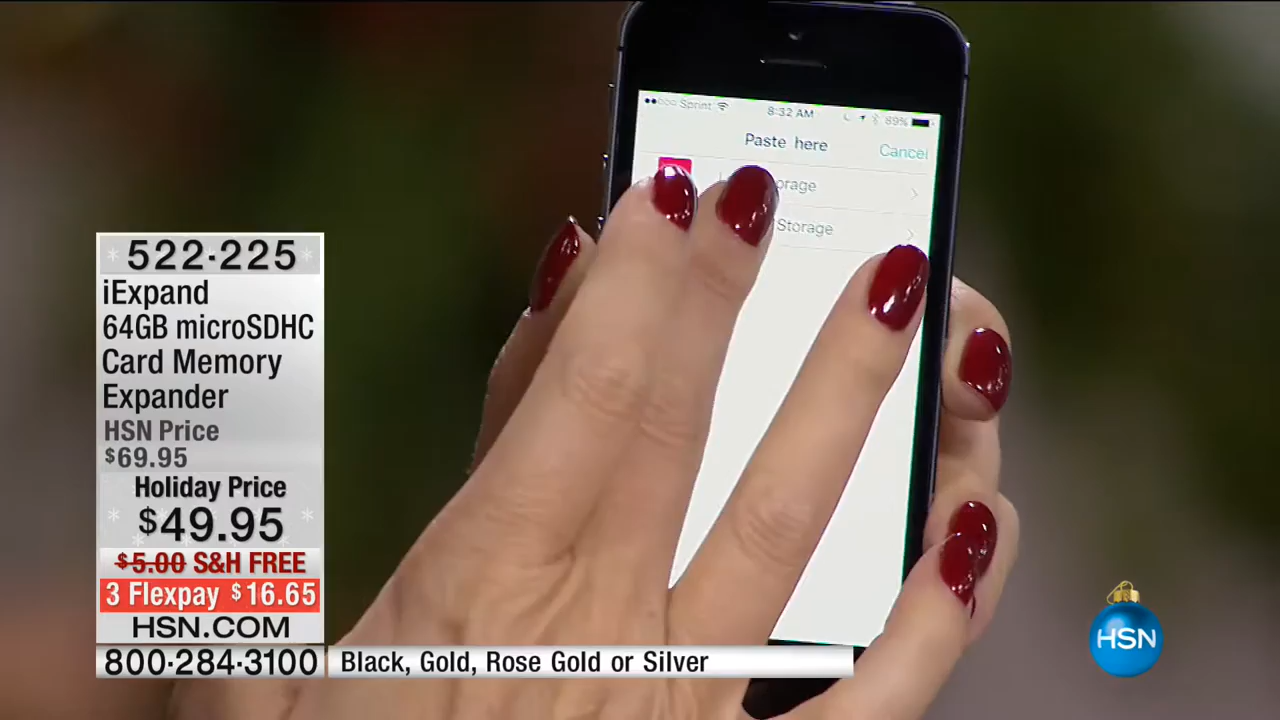 Sprint
8:32 AM
89%
Paste here
Cancel
Storage
522·225
iExpand
64GB microSDHC
Card Memory
Expander
HSN Price
$69.95
Holiday Price
$49.95
$5.00 S&H FREE
3 Flexpay $16.65
HSN.COM
800·284·3100
Black, Gold, Rose Gold or Silver
HSN